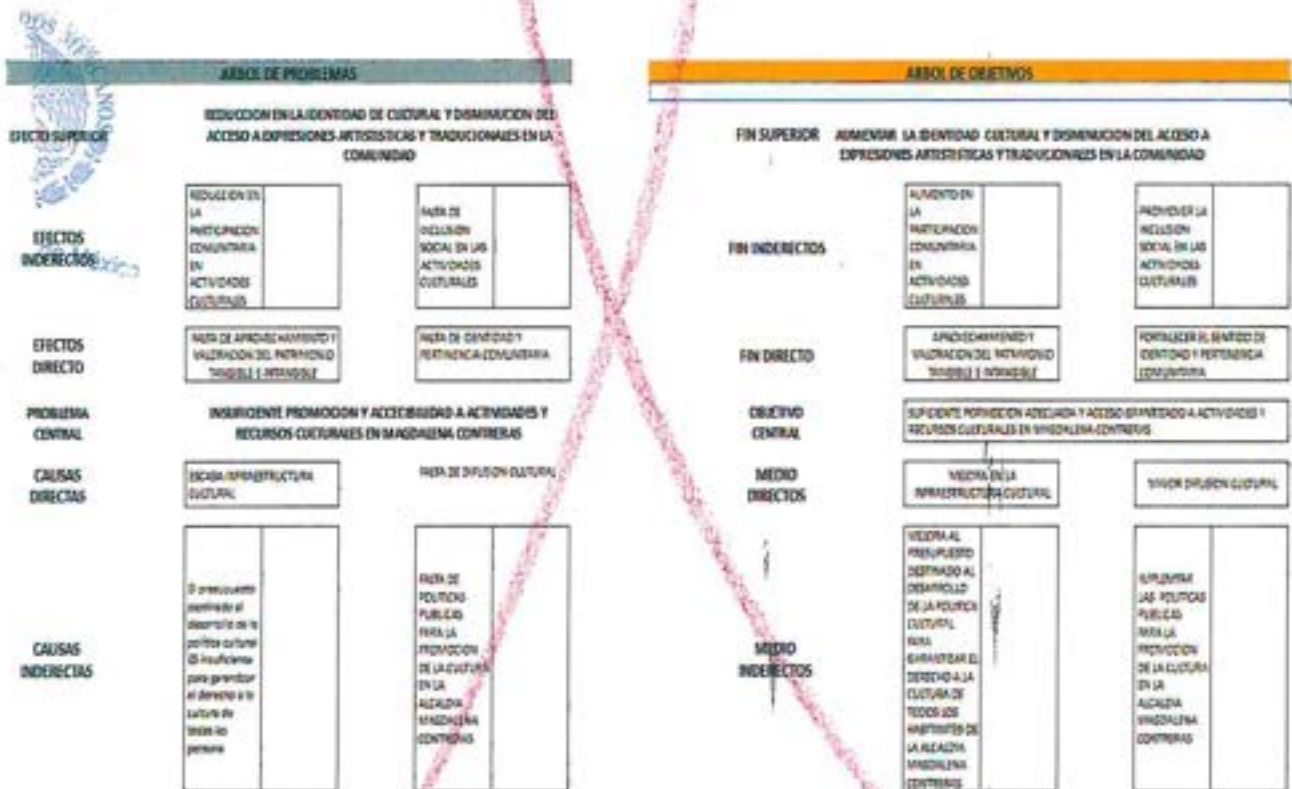 ARBOL DE PROBLEMAS
EFECTO SUPERIOR
REDUCCION EN LA IDENTIDAD DE CULTURAL Y DISMINUCION DEL
ACCESO A EXPRESIONES ARTISTISTICAS Y TRADUCIONALES EN LA
COMUNIDAD
EFECTOS
INDERECTOS
REDUCCION EN
LA
PARTICIPACION
COMUNITARIA
EN
ACTIVIDADES
CULTURALES
FALTA DE
INCLUSION
SOCIAL EN LAS
ACTIVIDADES
CULTURALES
EFECTOS
DIRECTO
FALTA DE APROVECHAMIENTO Y
VALORACION DEL PATRIMONIO
TANGIBLE E INTANGIBLE
FALTA DE IDENTIDAD Y
PERTINENCIA COMUNITARIA
PROBLEMA
CENTRAL
INSUFICIENTE PROMOCION Y ACCECIBILIDAD A ACTIVIDADES Y
RECURSOS CULTURALES EN MAGDALENA CONTRERAS
CAUSAS
DIRECTAS
ESCASA INFRAESTRUCTURA
CULTURAL
FALTA DE DIFUSION CULTURAL
CAUSAS
INDERECTAS
El presupuesto
destinado al
desarrollo de la
política cultural
es insuficiente
para garantizar
el derecho a la
cultura de
todas las
persona
FALTA DE
POLITICAS
PUBLICAS
PARA LA
PROMOCION
DE LA CULTURA
EN LA
ALCALDIA
MAGDALENA
CONTRERAS
ARBOL DE OBJETIVOS
FIN SUPERIOR
AUMENTAR LA IDENTIDAD CULTURAL Y DISMINUCION DEL ACCESO A
EXPRESIONES ARTISTISTICAS Y TRADUCIONALES EN LA COMUNIDAD
FIN INDERECTOS
AUMENTO EN
LA
PARTICIPACION
COMUNITARIA
EN
ACTIVIDADES
CULTURALES
PROMOVER LA
INCLUSION
SOCIAL EN LAS
ACTIVIDADES
CULTURALES
FIN DIRECTO
APROVECHAMIENTO Y
VALORACION DEL PATRIMONIO
TANGIBLE E INTANGIBLE
FORTALECER EL SENTIDO DE
IDENTIDAD Y PERTENENCIA
COMUNITARIA
OBJETIVO
CENTRAL
SUFICIENTE PORMOCION ADECUADA Y ACCESO GARANTIZADO A ACTIVIDADES Y
RECURSOS CULTURALES EN MAGDALENA CONTRERAS
MEDIO
DIRECTOS
MEJORA EN LA
INFRAESTRUCTURA CULTURAL
MAYOR DIFUSION CULTURAL
MEDIO
INDERECTOS
MEJORA AL
PRESUPUESTO
DESTINADO AL
DESARROLLO
DE LA POLITICA
CULTURAL
PARA
GARANTIZAR EL
DERECHO A LA
CULTURA DE
TODOS LOS
HABITANTES DE
LA ALCALDIA
MAGDALENA
CONTRERAS
LAS POLITICAS
PUBLICAS
PARA LA
PROMOCION
DE LA CULTURA
EN LA
ALCALDIA
MAGDALENA
CONTRERAS